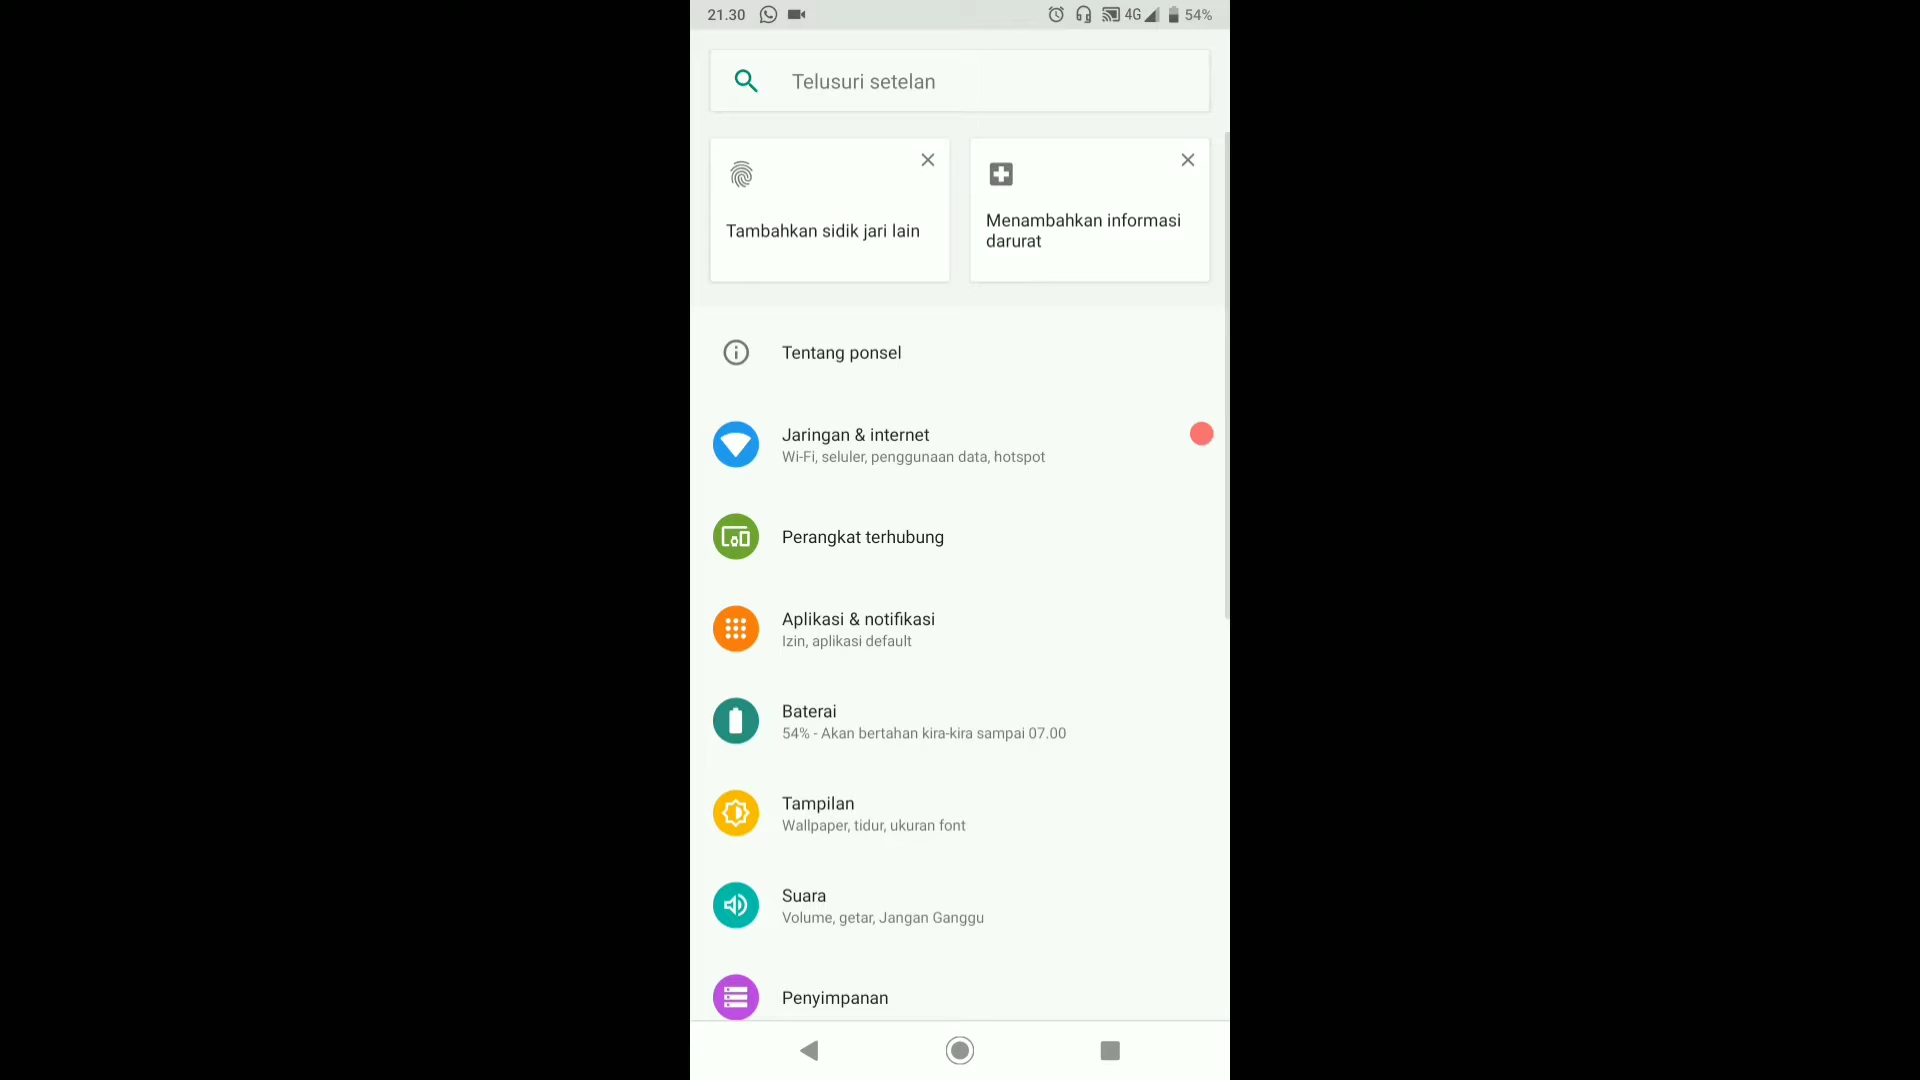 21.30 4G 54%
Telusuri setelan
Tambahkan sidik jari lain
Menambahkan informasi
darurat
Tentang ponsel
Jaringan & internet
Wi-Fi, seluler, penggunaan data, hotspot
Perangkat terhubung
Aplikasi & notifikasi
Izin, aplikasi default
Baterai
54% - Akan bertahan kira-kira sampai 07.00
Tampilan
Wallpaper, tidur, ukuran font
Suara
Volume, getar, Jangan Ganggu
Penyimpanan